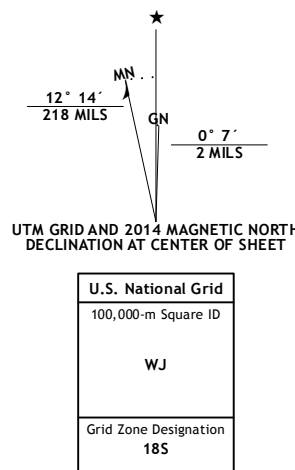 ★
MN
GN
12° 14´
218 MILS
0° 7´
2 MILS
UTM GRID AND 2014 MAGNETIC NORTH
DECLINATION AT CENTER OF SHEET
U.S. National Grid
100,000-m Square ID
WJ
Grid Zone Designation
18S